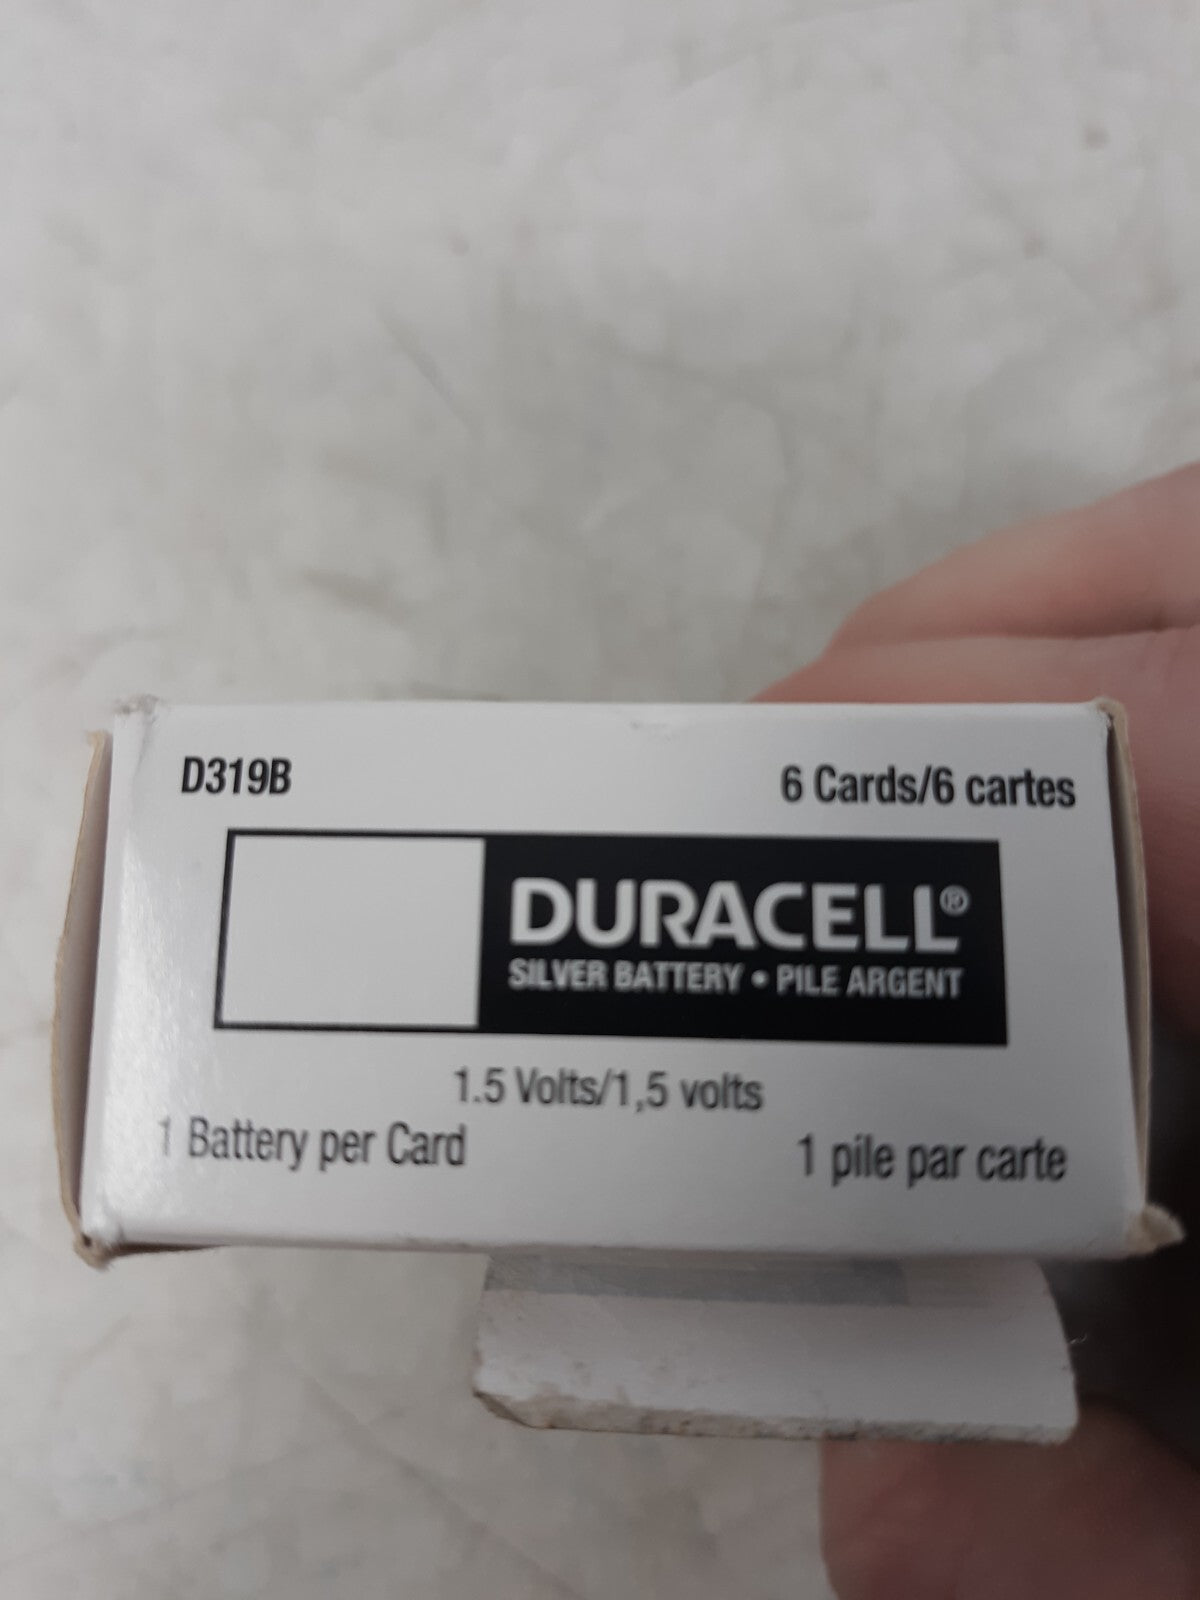 D319B
6 Cards/6 cartes
DURACELL®
SILVER BATTERY • PILE ARGENT
1.5 Volts/1,5 volts
1 Battery per Card
1 pile par carte